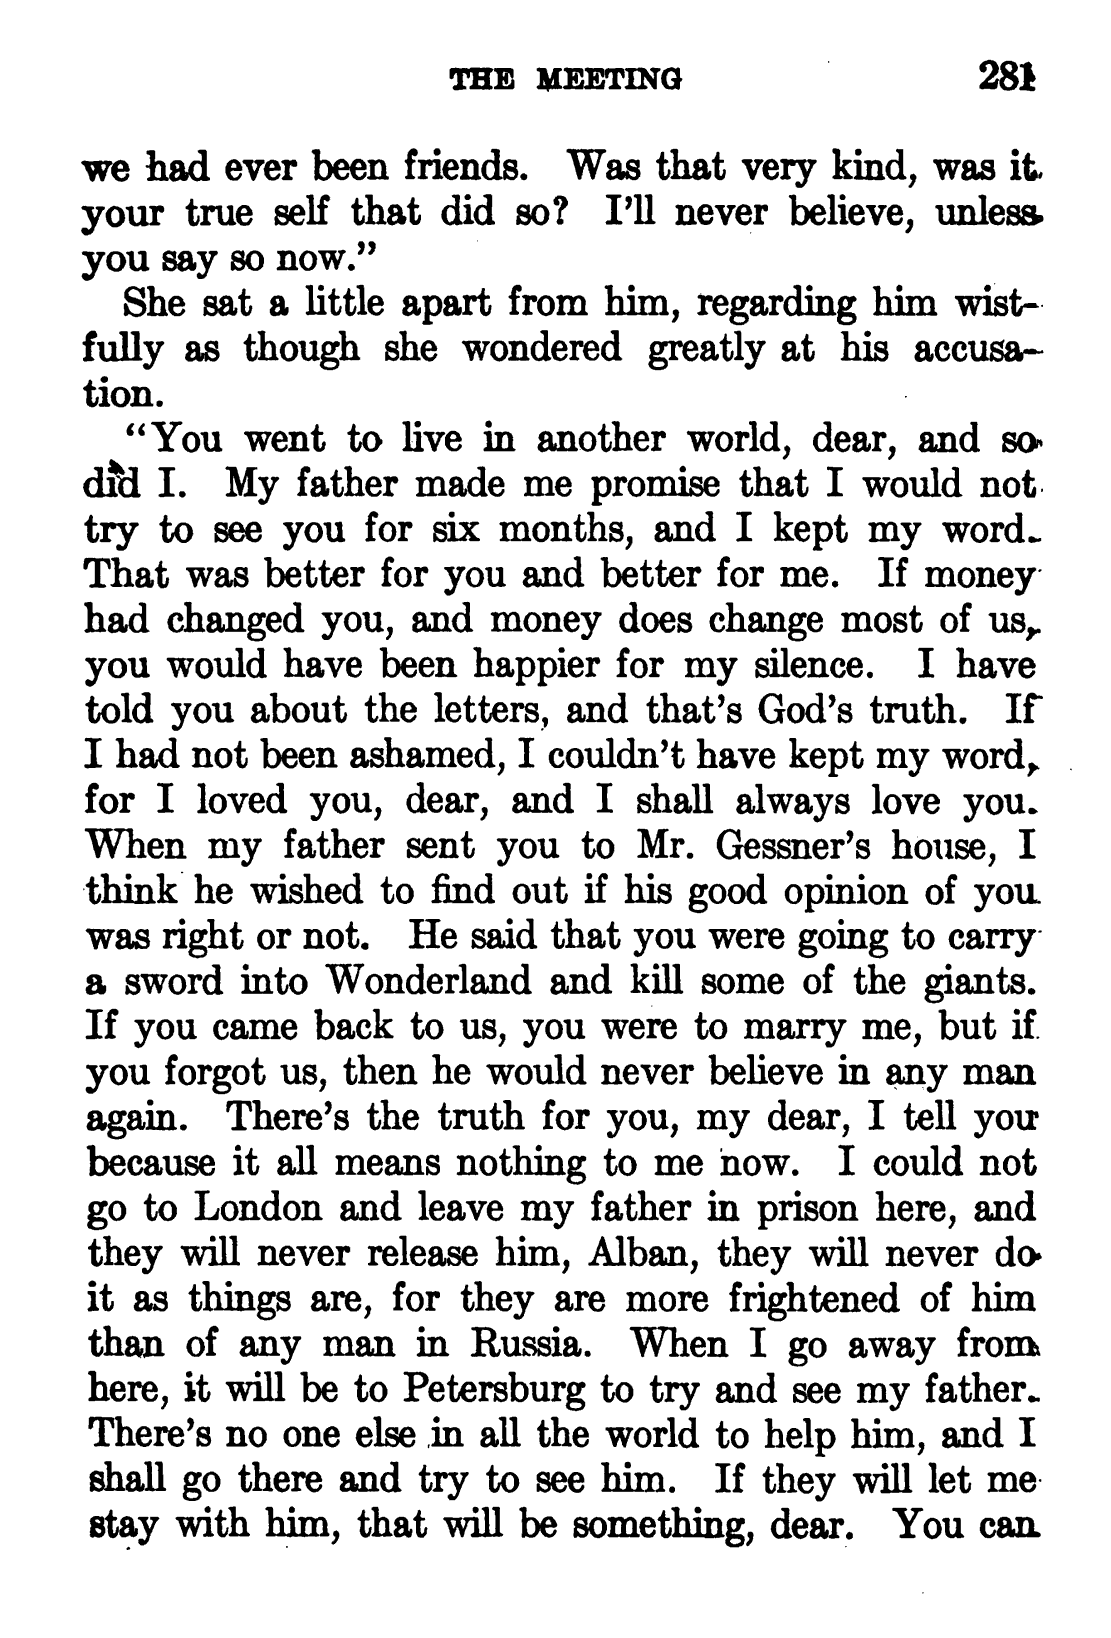 THE MEETING 281
we had ever been friends. Was that very kind, was it
your true self that did so? I'll never believe, unless
you say so now."
She sat a little apart from him, regarding him wist-
fully as though she wondered greatly at his accusa-
tion.
"You went to live in another world, dear, and so
did I. My father made me promise that I would not
try to see you for six months, and I kept my word.
That was better for you and better for me. If money
had changed you, and money does change most of us,
you would have been happier for my silence. I have
told you about the letters, and that's God's truth. If
I had not been ashamed, I couldn't have kept my word,
for I loved you, dear, and I shall always love you.
When my father sent you to Mr. Gessner's house, I
think he wished to find out if his good opinion of you
was right or not. He said that you were going to carry
a sword into Wonderland and kill some of the giants.
If you came back to us, you were to marry me, but if
you forgot us, then he would never believe in any man
again. There's the truth for you, my dear, I tell you
because it all means nothing to me now. I could not
go to London and leave my father in prison here, and
they will never release him, Alban, they will never do
it as things are, for they are more frightened of him
than of any man in Russia. When I go away from
here, it will be to Petersburg to try and see my father.
There's no one else in all the world to help him, and I
shall go there and try to see him. If they will let me
stay with him, that will be something, dear. You can